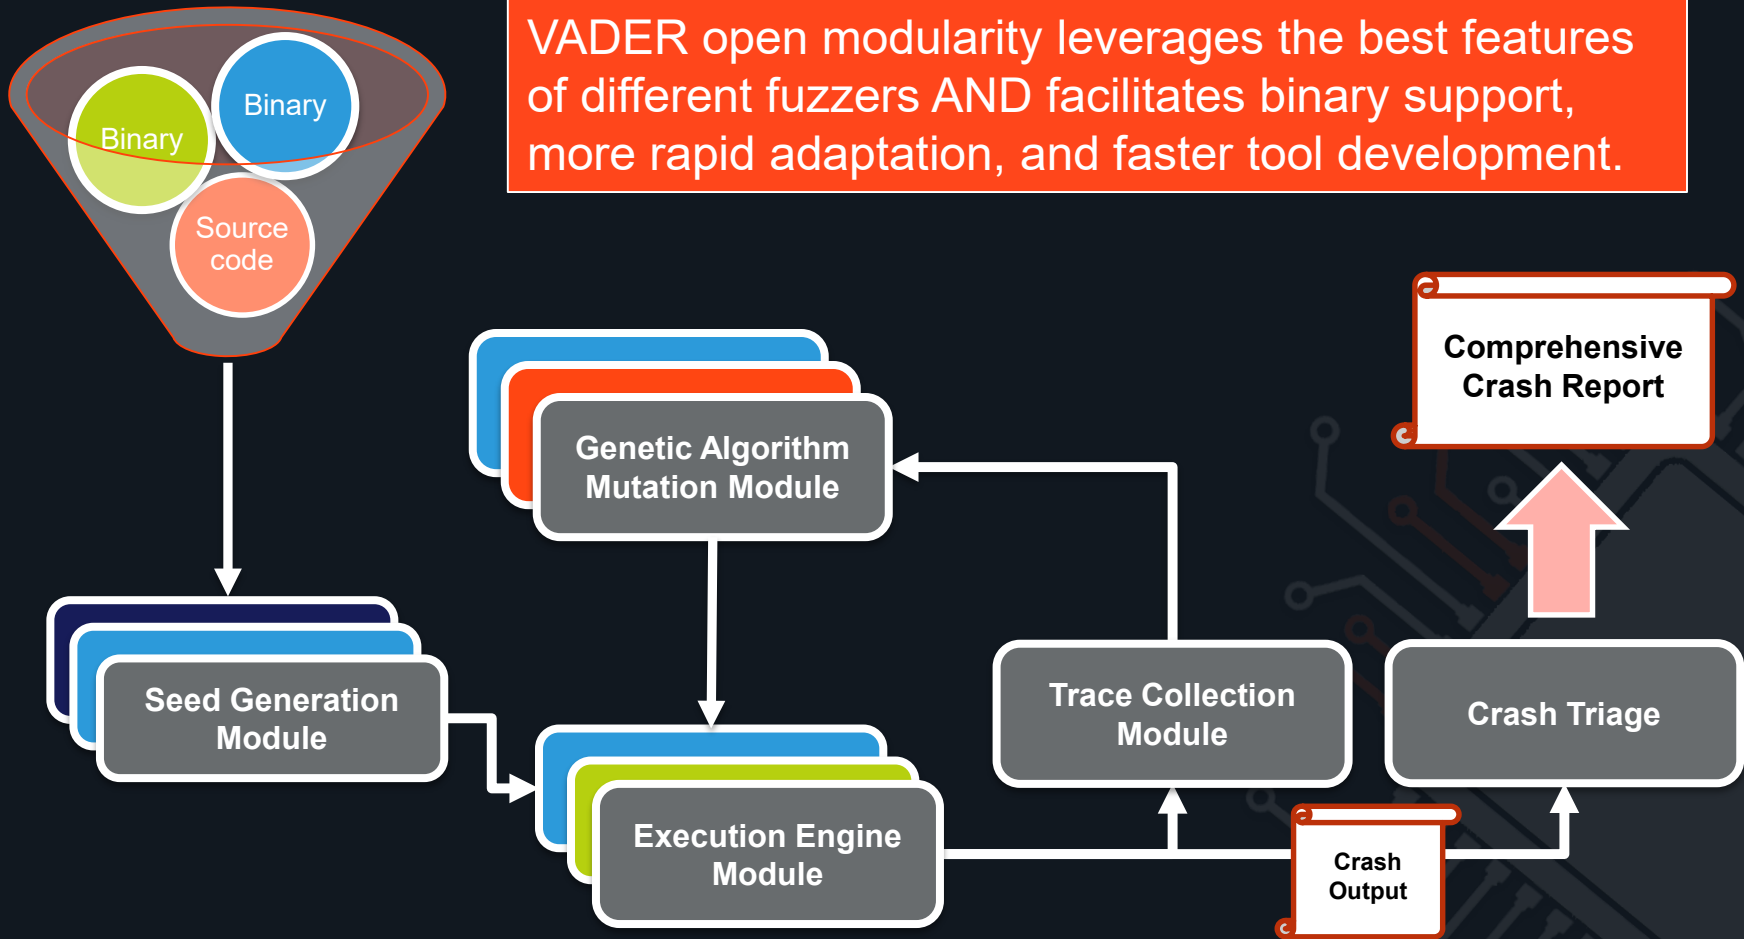 VADER open modularity leverages the best features
of different fuzzers AND facilitates binary support,
more rapid adaptation, and faster tool development.
Binary
Binary
Source
code
Comprehensive
Crash Report
Genetic Algorithm
Mutation Module
Seed Generation
Module
Trace Collection
Module
Crash Triage
Execution Engine
Module
Crash
Output